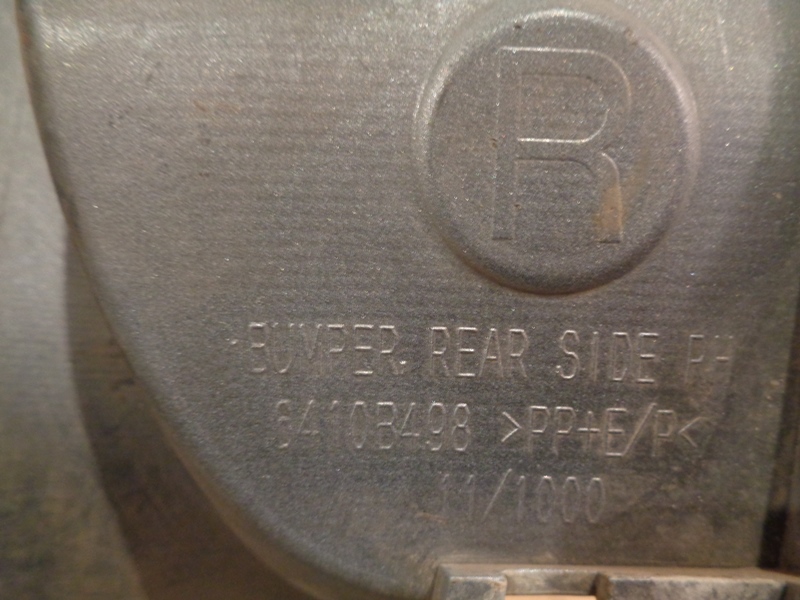 R
BUMPER, REAR SIDE RH
6410B498 >PP+E/P<
11/1000